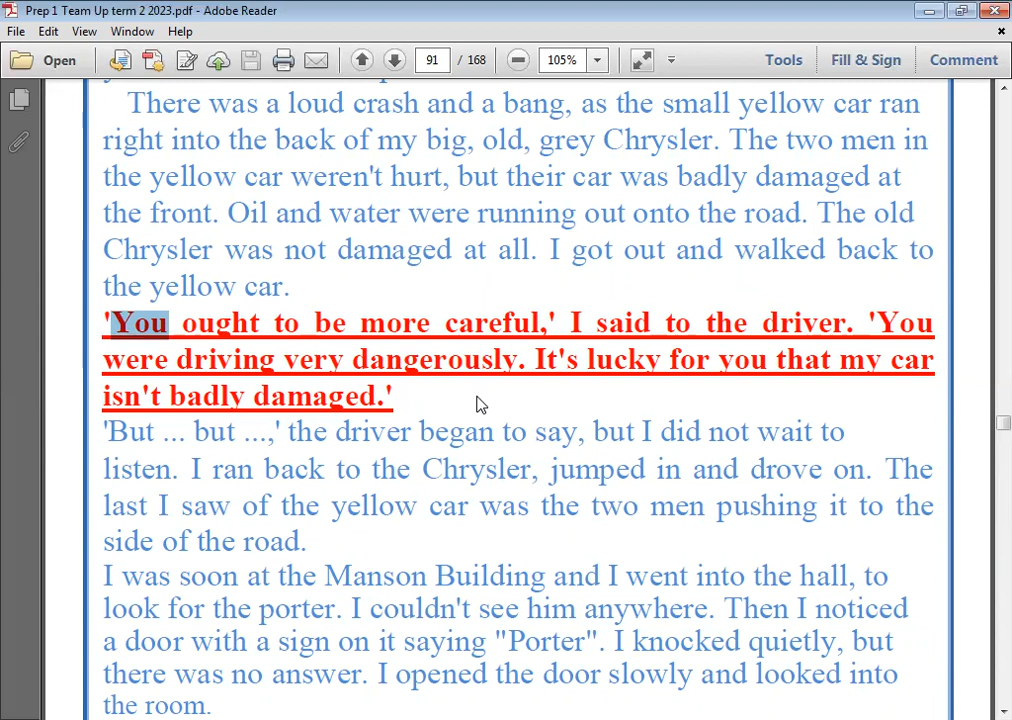 Prep 1 Team Up term 2 2023.pdf - Adobe Reader
File Edit View Window Help
Open 91 / 168 105% Tools Fill & Sign Comment
There was a loud crash and a bang, as the small yellow car ran
right into the back of my big, old, grey Chrysler. The two men in
the yellow car weren't hurt, but their car was badly damaged at
the front. Oil and water were running out onto the road. The old
Chrysler was not damaged at all. I got out and walked back to
the yellow car.
'You ought to be more careful,' I said to the driver. 'You
were driving very dangerously. It's lucky for you that my car
isn't badly damaged.'
'But ... but ...,' the driver began to say, but I did not wait to
listen. I ran back to the Chrysler, jumped in and drove on. The
last I saw of the yellow car was the two men pushing it to the
side of the road.
I was soon at the Manson Building and I went into the hall, to
look for the porter. I couldn't see him anywhere. Then I noticed
a door with a sign on it saying "Porter". I knocked quietly, but
there was no answer. I opened the door slowly and looked into
the room.